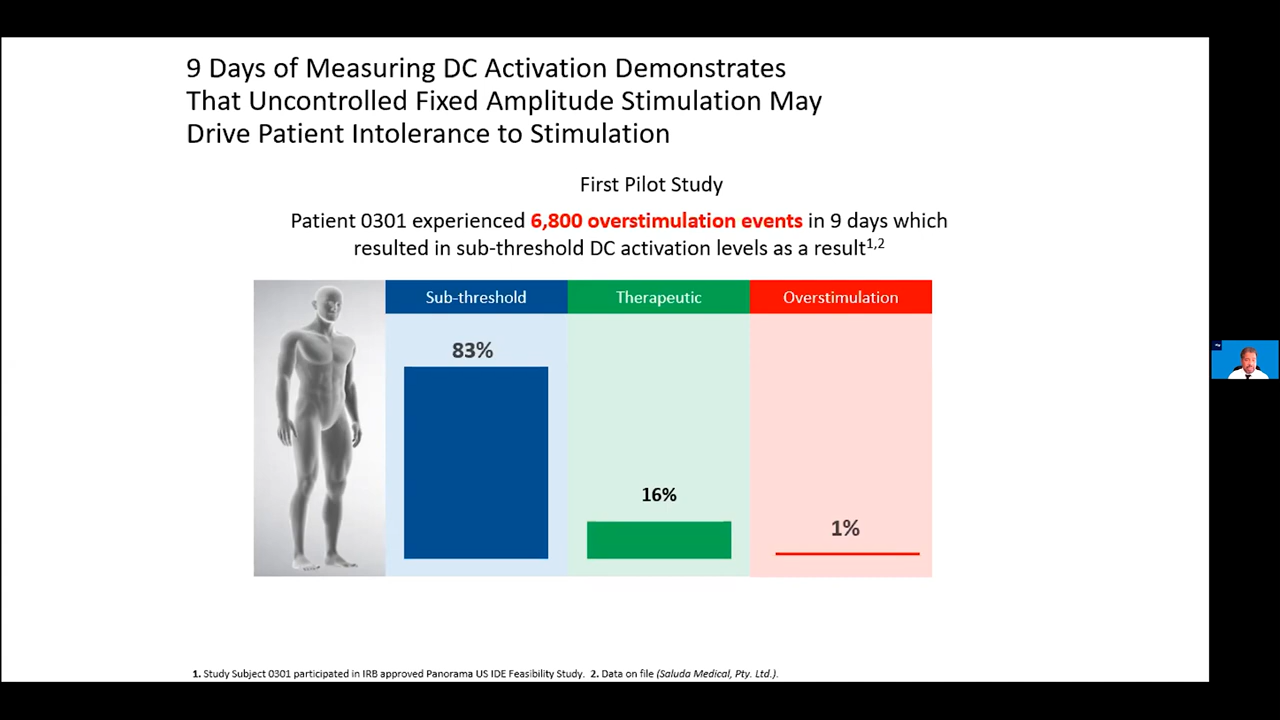 9 Days of Measuring DC Activation Demonstrates
That Uncontrolled Fixed Amplitude Stimulation May
Drive Patient Intolerance to Stimulation
First Pilot Study
Patient 0301 experienced 6,800 overstimulation events in 9 days which
resulted in sub-threshold DC activation levels as a result1,2
Sub-threshold
Therapeutic
Overstimulation
83%
16%
1%
1. Study Subject 0301 participated in IRB approved Panorama US IDE Feasibility Study. 2. Data on file (Saluda Medical, Pty. Ltd.).